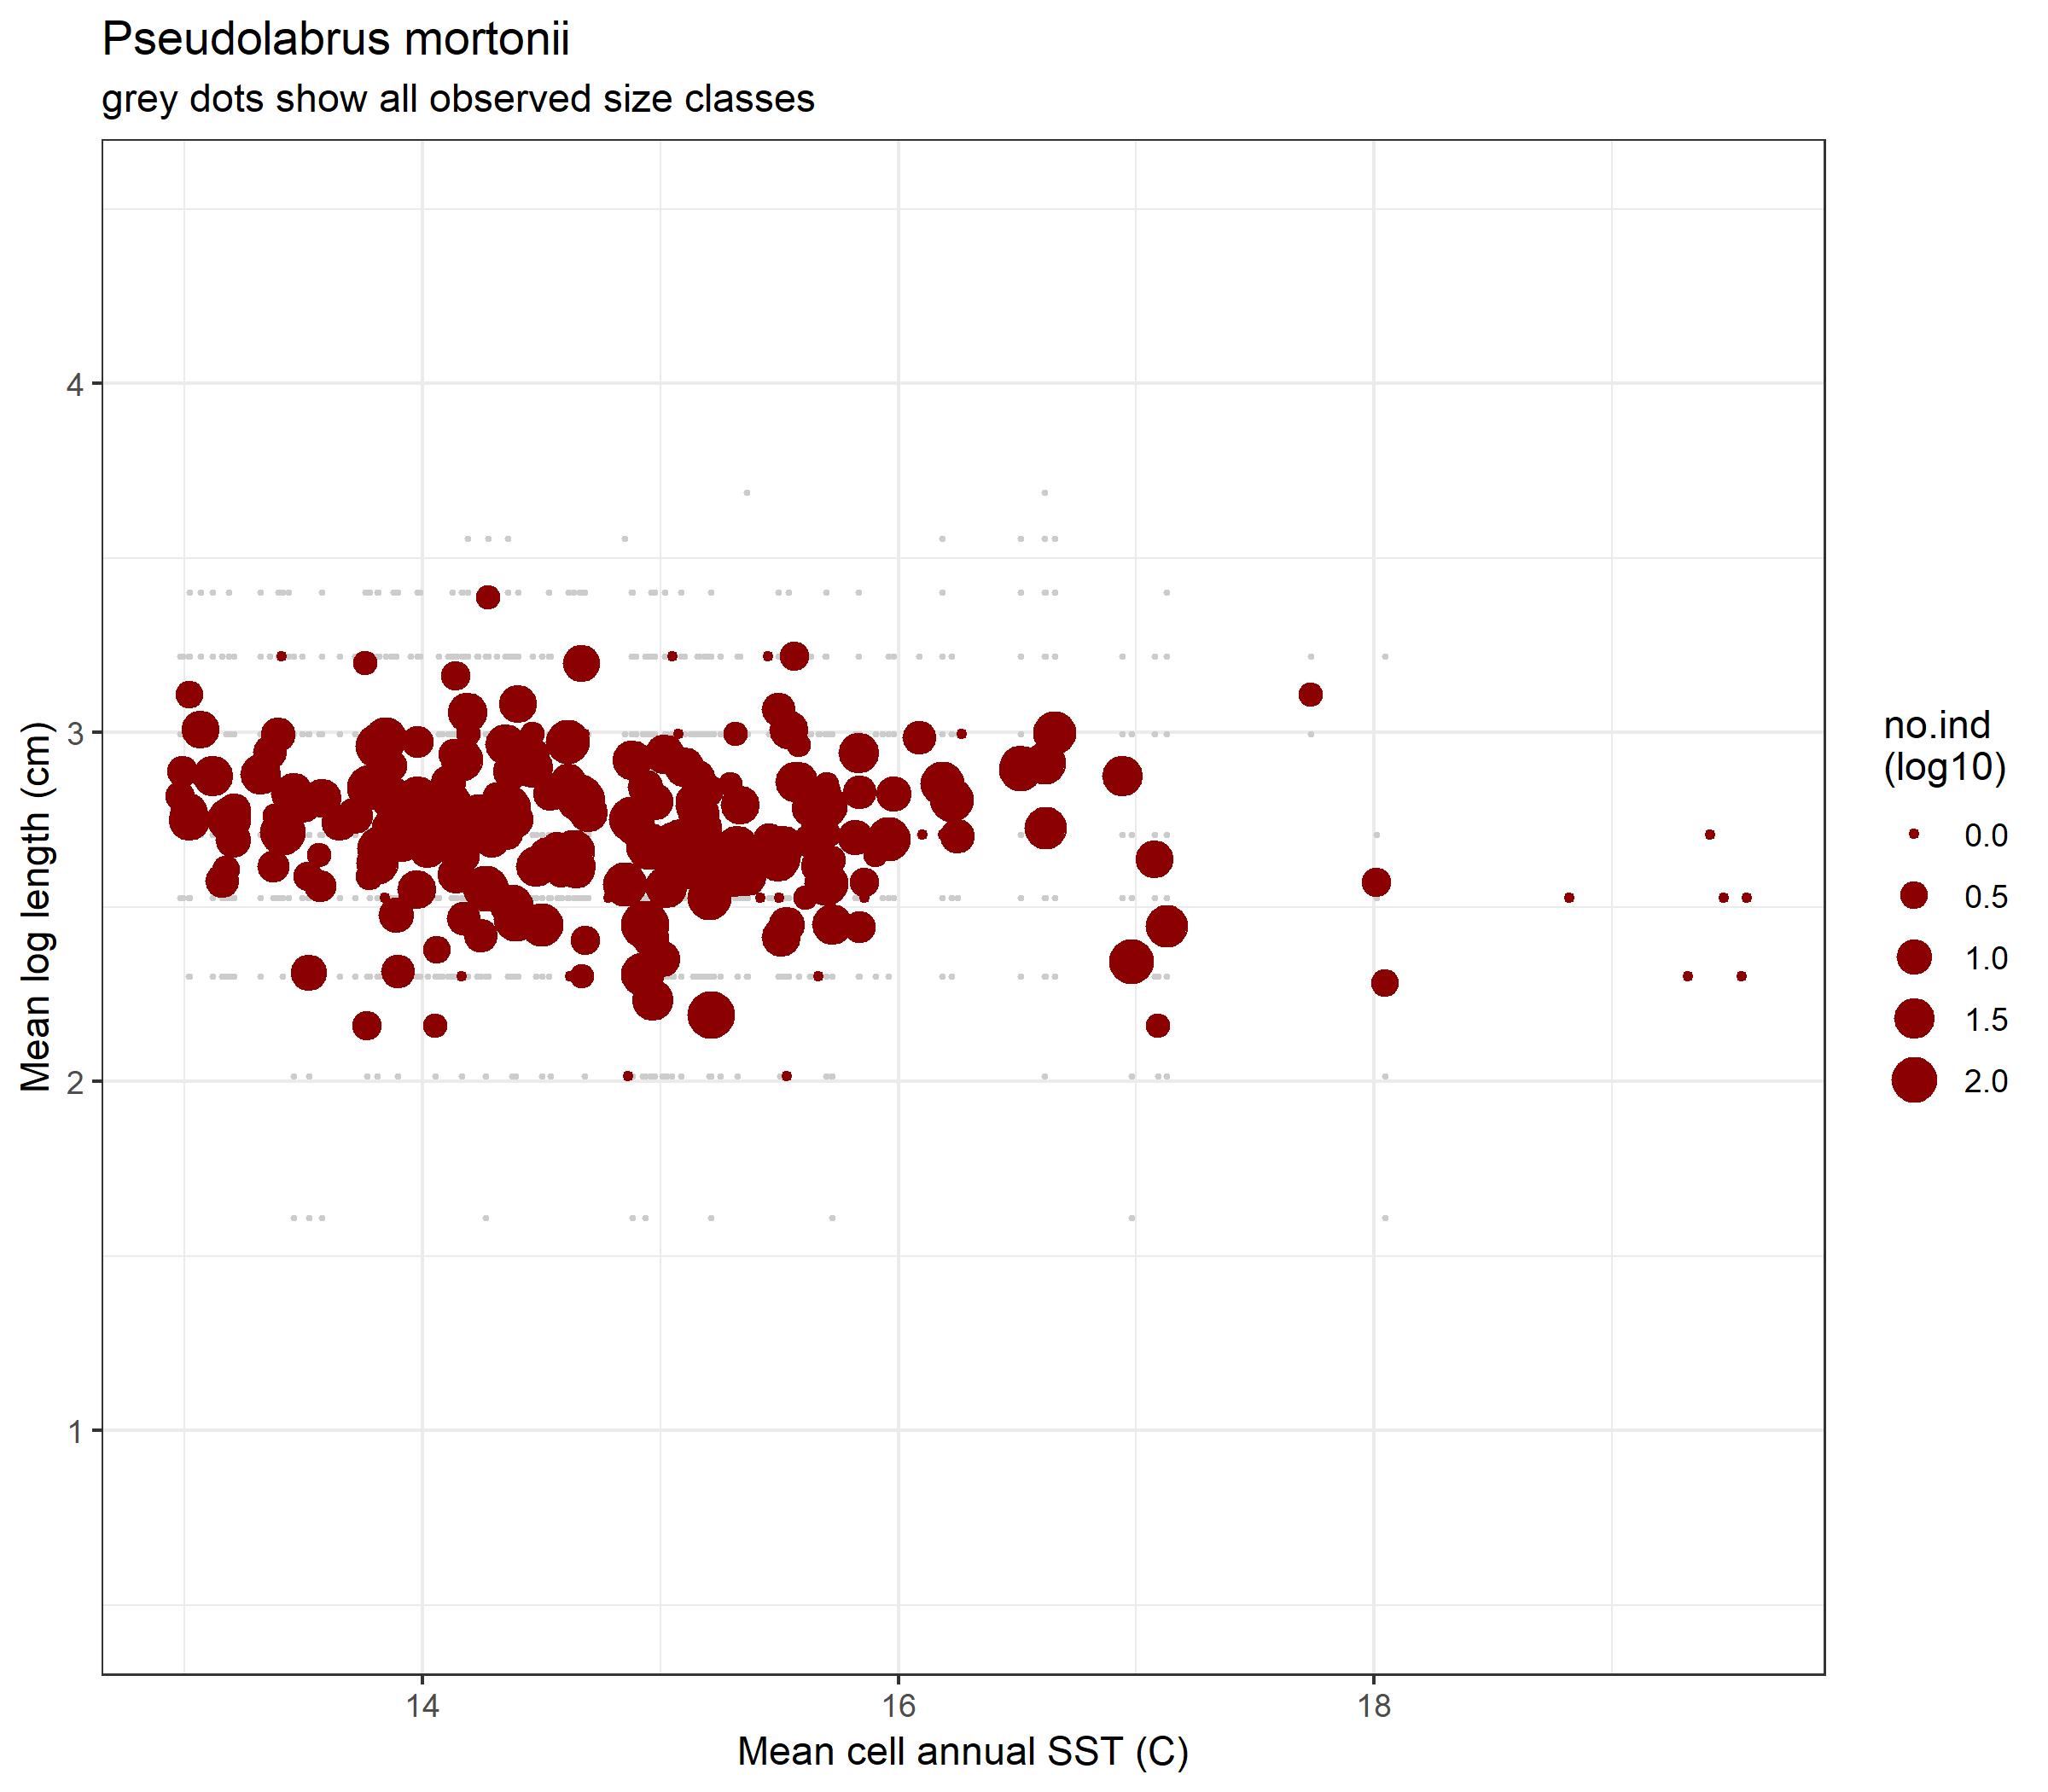 Pseudolabrus mortonii
grey dots show all observed size classes
Mean log length (cm)
4
3
2
1
14
16
18
Mean cell annual SST (C)
no.ind
(log10)
0.0
0.5
1.0
1.5
2.0